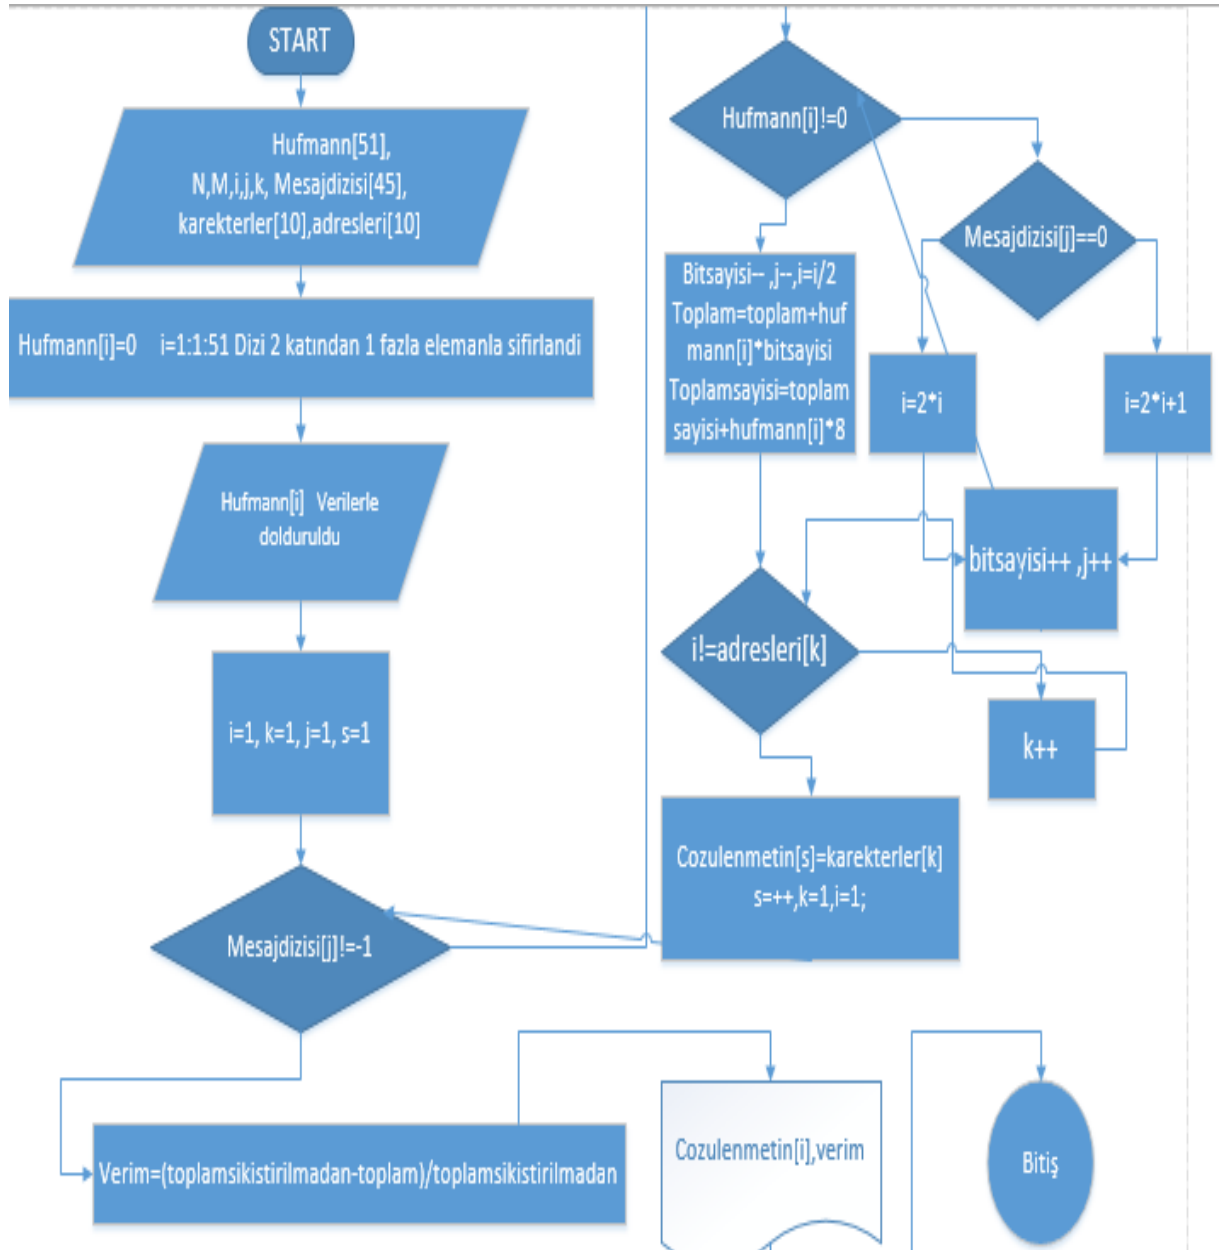 START
Hufmann[51],
N,M,i,j,k, Mesajdizisi[45],
karekterler[10],adresleri[10]
Hufmann[i]=0 i=1:1:51 Dizi 2 katından 1 fazla elemanla sifirlandi
Hufmann[i] Verilerle
dolduruldu
i=1, k=1, j=1, s=1
Mesajdizisi[j]!=-1
Verim=(toplamsikistirilmadan-toplam)/toplamsikistirilmadan
Hufmann[i]!=0
Mesajdizisi[j]==0
Bitsayisi-- ,j--,i=i/2
Toplam=toplam+huf
mann[i]*bitsayisi
Toplamsayisi=toplam
sayisi+hufmann[i]*8
i=2*i
i=2*i+1
bitsayisi++ ,j++
i!=adresleri[k]
k++
Cozulenmetin[s]=karekterler[k]
s=++,k=1,i=1;
Cozulenmetin[i],verim
Bitiş